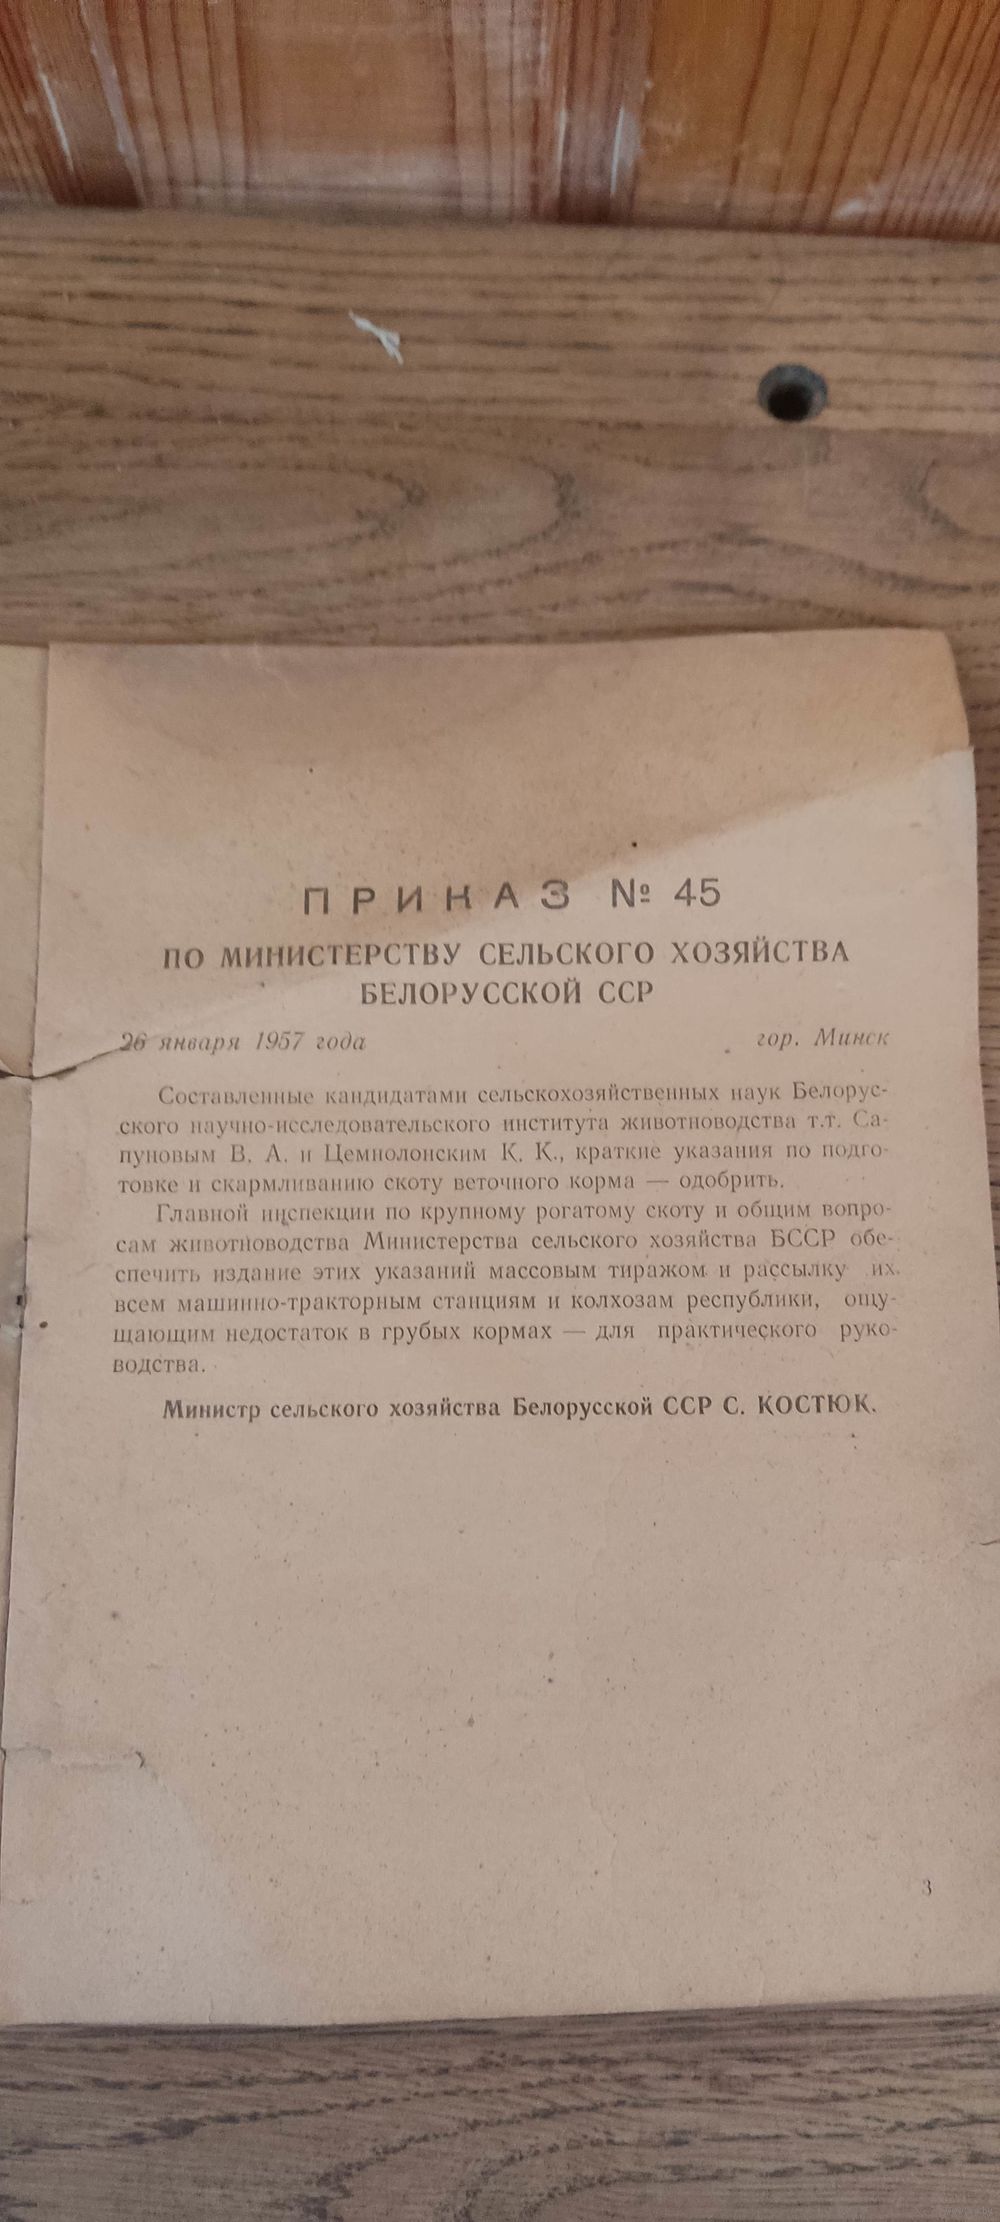 ПРИКАЗ № 45
ПО МИНИСТЕРСТВУ СЕЛЬСКОГО ХОЗЯЙСТВА
БЕЛОРУССКОЙ ССР
26 января 1957 года гор. Минск
Составленные кандидатами сельскохозяйственных наук Белорус-
ского научно-исследовательского института животноводства т.т. Са-
пуновым В. А. и Цемнолонским К. К., краткие указания по подго-
товке и скармливанию скоту веточного корма — одобрить.
Главной инспекции по крупному рогатому скоту и общим вопро-
сам животноводства Министерства сельского хозяйства БССР обе-
спечить издание этих указаний массовым тиражом и рассылку их
всем машинно-тракторным станциям и колхозам республики, ощу-
щающим недостаток в грубых кормах — для практического руко-
водства.
Министр сельского хозяйства Белорусской ССР С. КОСТЮК.
3